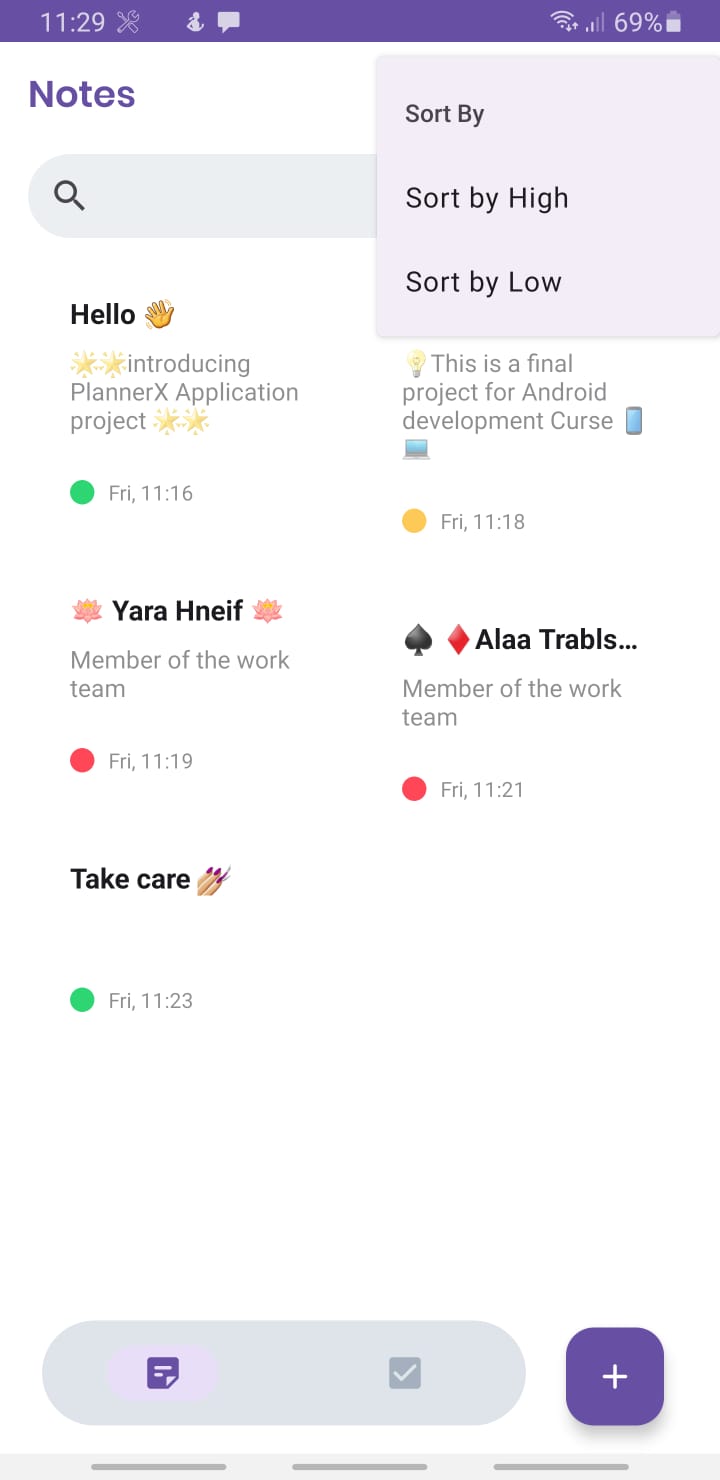 11:29
69%
Notes
Sort By
Sort by High
Sort by Low
Hello 👋
🌟🌟introducing
PlannerX Application
project 🌟🌟
Fri, 11:16
💡This is a final
project for Android
development Curse 📱
💻
Fri, 11:18
🪷 Yara Hneif 🪷
Member of the work
team
Fri, 11:19
♠️ ♦️Alaa Trabls...
Member of the work
team
Fri, 11:21
Take care 💅
Fri, 11:23